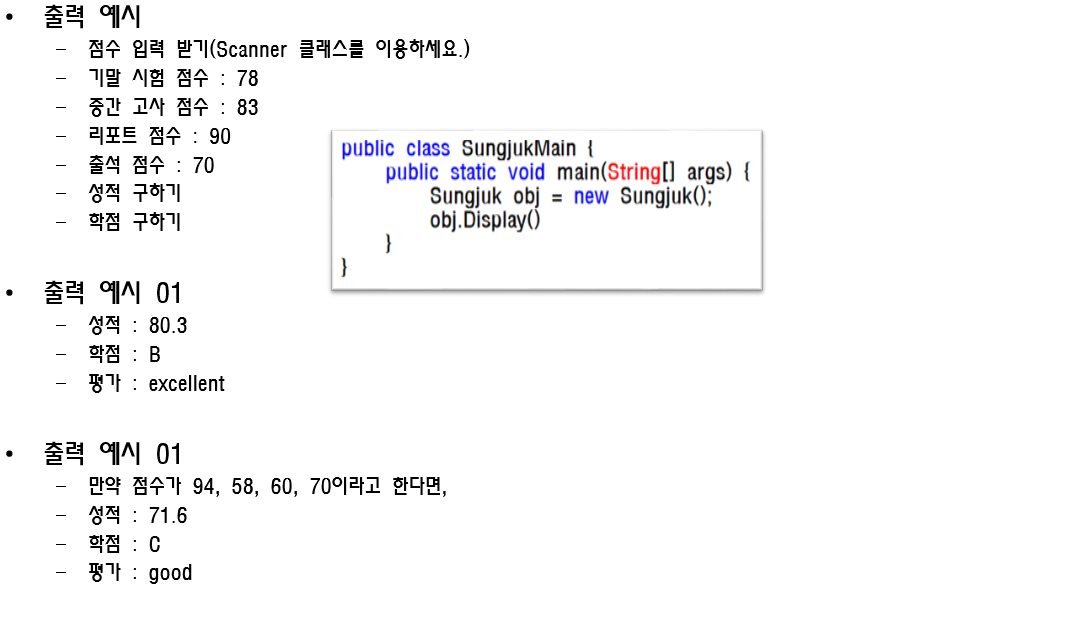 • 출력 예시
– 점수 입력 받기(Scanner 클래스를 이용하세요.)
– 기말 시험 점수 : 78
– 중간 고사 점수 : 83
– 리포트 점수 : 90
– 출석 점수 : 70
– 성적 구하기
– 학점 구하기
public class SungjukMain {
public static void main(String[] args) {
Sungjuk obj = new Sungjuk();
obj.Display()
}
}
• 출력 예시 01
– 성적 : 80.3
– 학점 : B
– 평가 : excellent
• 출력 예시 01
– 만약 점수가 94, 58, 60, 70이라고 한다면,
– 성적 : 71.6
– 학점 : C
– 평가 : good